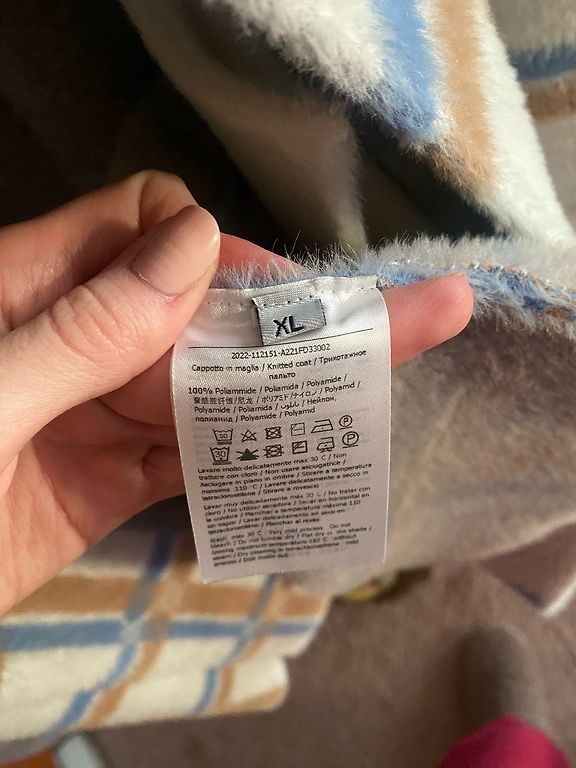 XL
2022-112151-A221FD33002
Cappotto in maglia / Knitted coat / Трикотажное
пальто
100% Poliammide / Poliamida / Polyamide /
聚酰胺纤维/尼龙 / ポリアミド/ナイロン / Polyamid /
Polyamide / Poliamida / نايلون / Нейлон,
полиамид / Polyamide / Polyamid
30
P
30
P
Lavare molto delicatamente max 30 C / Non
trattare con cloro / Non usare asciugatrice /
Asciugare in piano in ombra / Stirare a temperatura
massima 110 C / Lavare delicatamente a secco in
tetracloroetilene / Stirare a rovescio
Lavar muy delicadamente máx 30 C / No tratar con
cloro / No utilizar secadora / Secar en horizontal en
la sombra / Planchar a temperatura máxima 110
sin vapor / Lavar delicadamente en seco en
tetracloroetileno / Planchar al revés
Wash max 30 C Very mild process Do not
bleach / Do not tumble dry / Flat dry in the shade /
Ironing maximum temperature 110 C without
steam / Dry cleaning in tetrachloroethene mild
process / Iron inside out